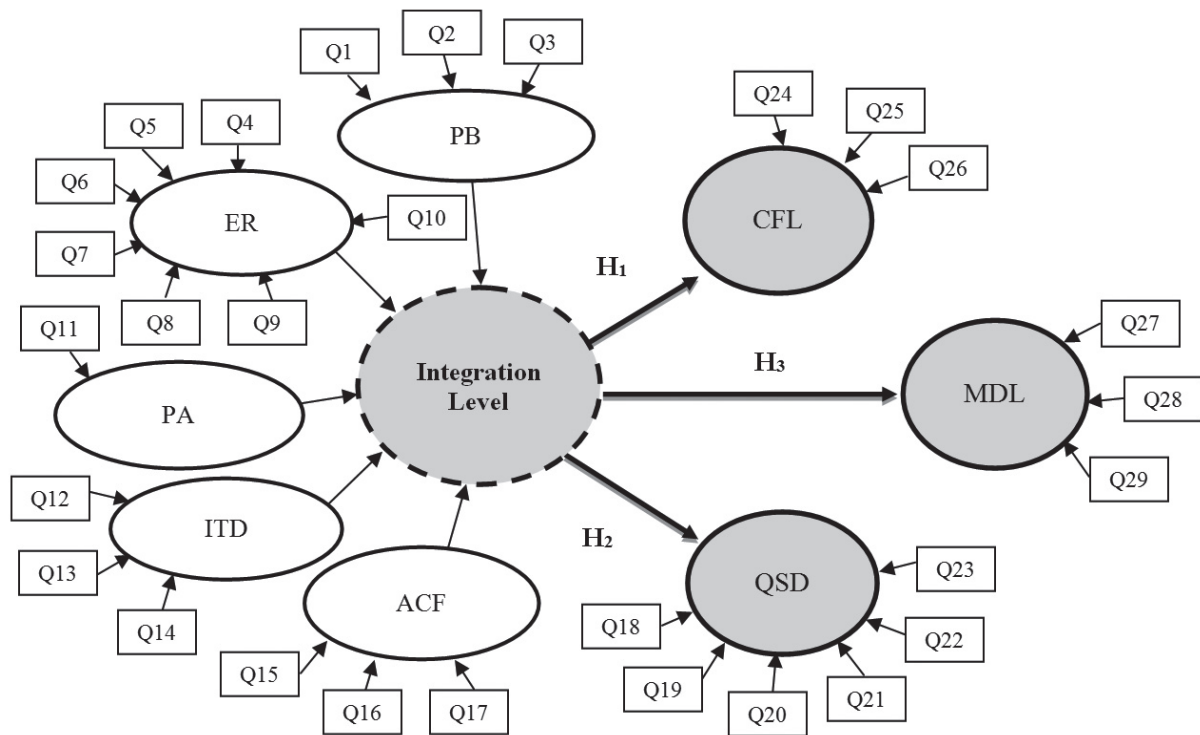 Q1
Q2
Q3
PB
Q5
Q4
Q6
ER
Q10
Q7
Q8
Q9
Q11
PA
Q12
ITD
Q13
Q14
ACF
Q15
Q16
Q17
Integration
Level
H₁
H₃
H₂
Q24
Q25
Q26
CFL
Q27
MDL
Q28
Q29
QSD
Q23
Q18
Q22
Q19
Q20
Q21